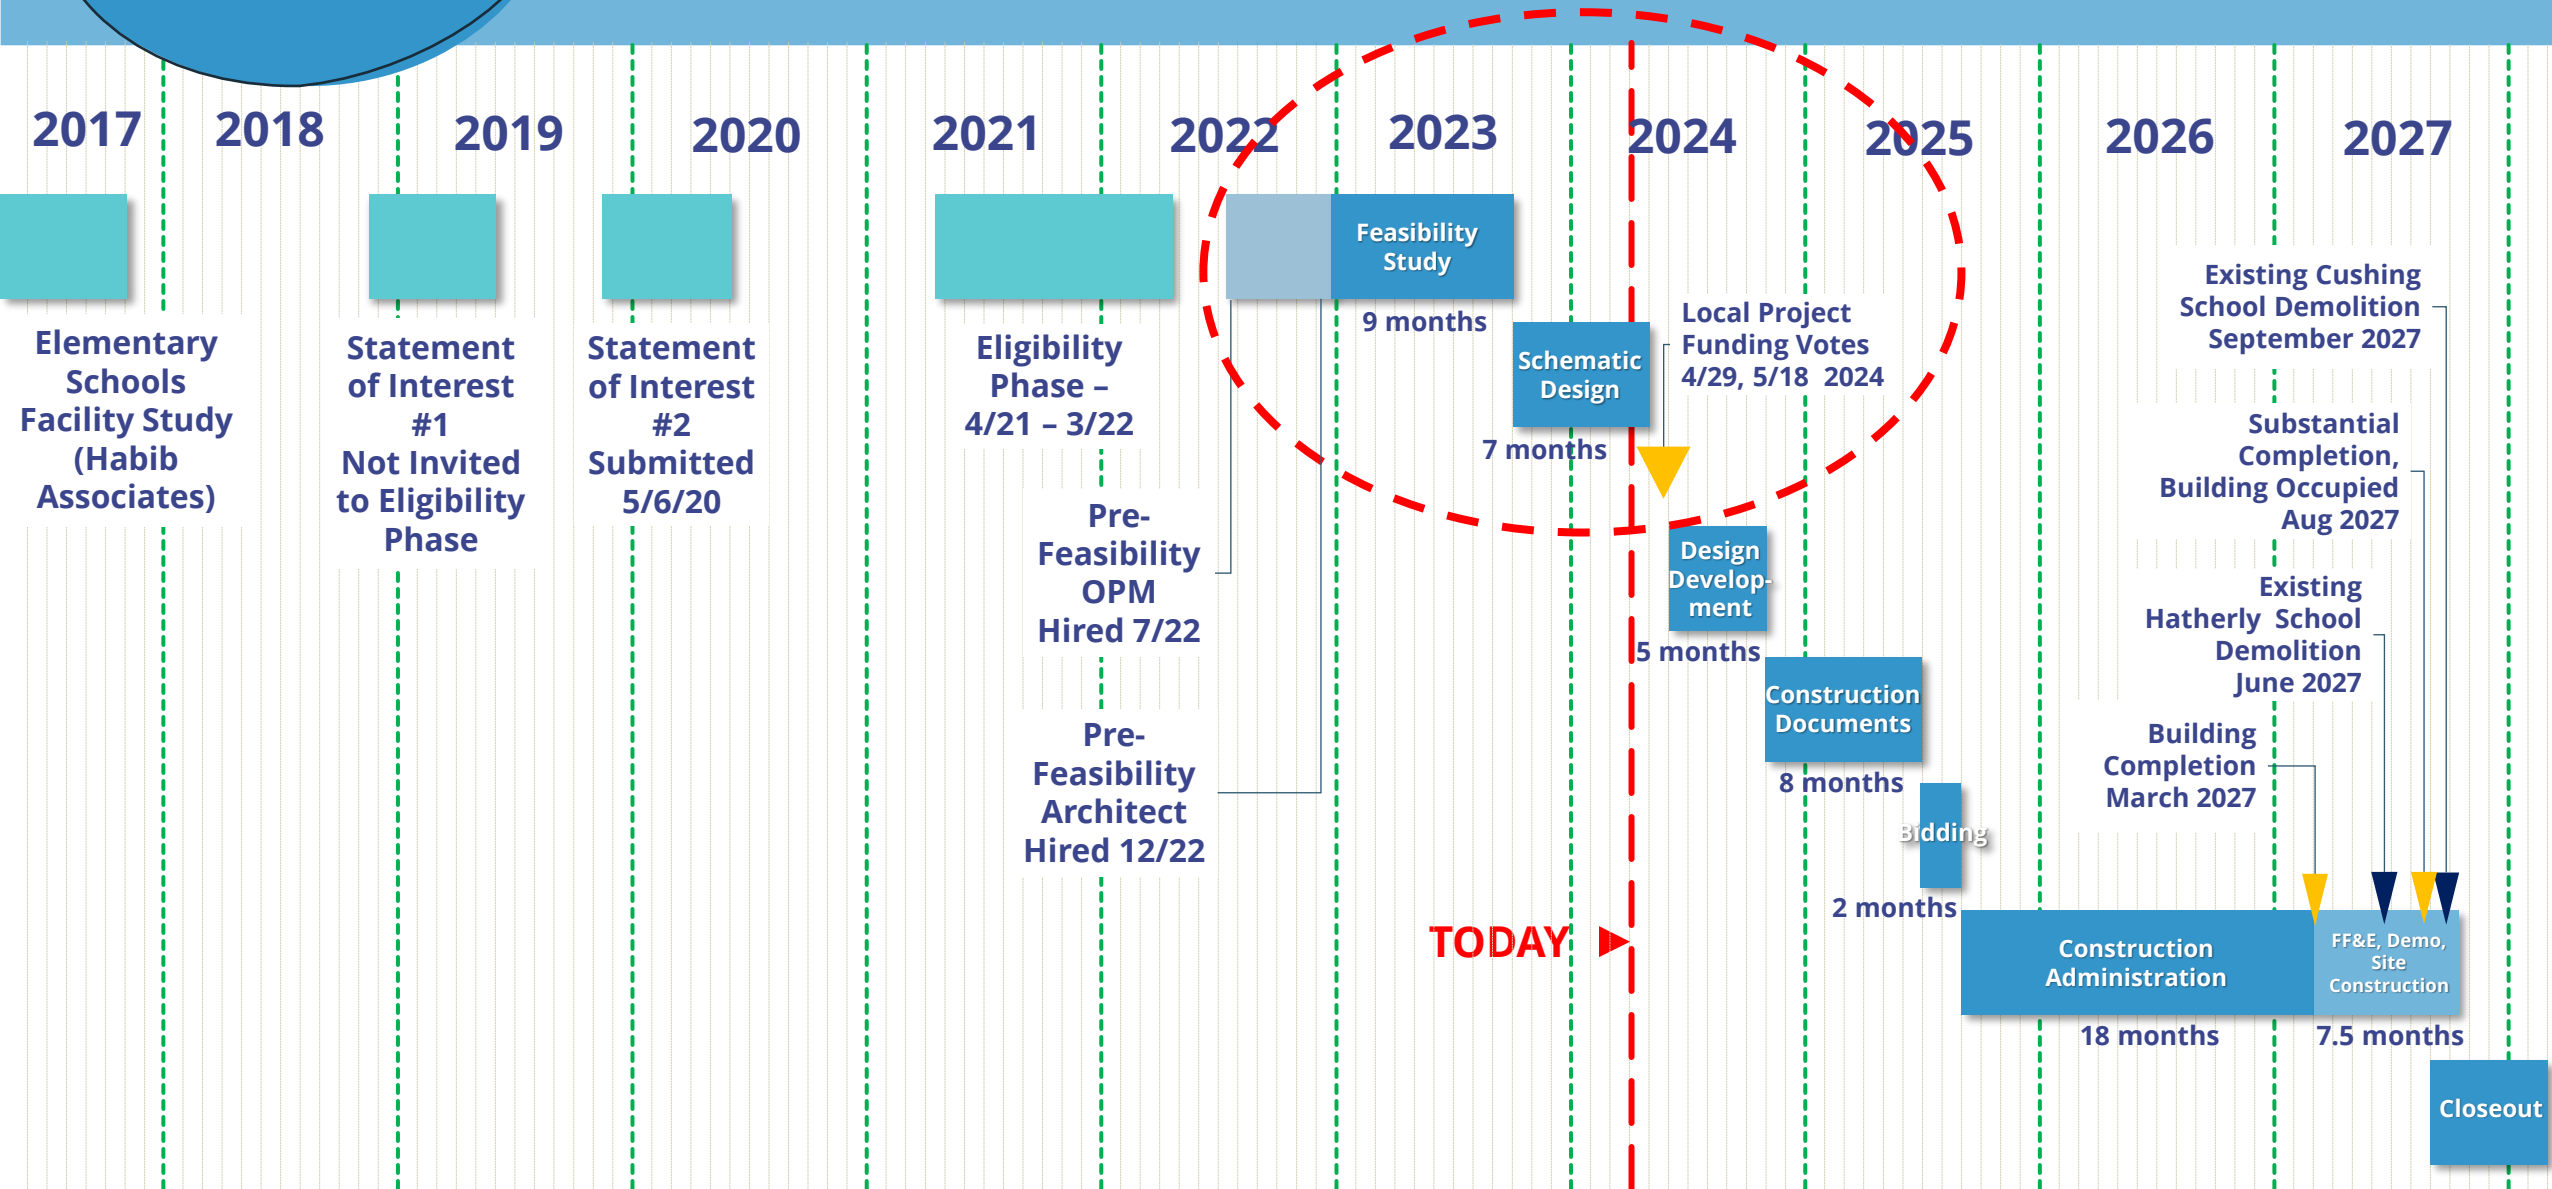 2017
2018
2019
2020
2021
2022
2023
2024
2025
2026
2027
Elementary
Schools
Facility Study
(Habib
Associates)
Statement
of Interest
#1
Not Invited
to Eligibility
Phase
Statement
of Interest
#2
Submitted
5/6/20
Eligibility
Phase –
4/21 – 3/22
Pre-
Feasibility
OPM
Hired 7/22
Pre-
Feasibility
Architect
Hired 12/22
Feasibility
Study
9 months
Schematic
Design
7 months
Local Project
Funding Votes
4/29, 5/18  2024
Design
Develop-
ment
5 months
Construction
Documents
8 months
Bidding
2 months
TODAY
Existing Cushing
School Demolition
September 2027
Substantial
Completion,
Building Occupied
Aug 2027
Existing
Hatherly  School
Demolition
June 2027
Building
Completion
March 2027
Construction
Administration
18 months
FF&E, Demo,
Site
Construction
7.5 months
Closeout